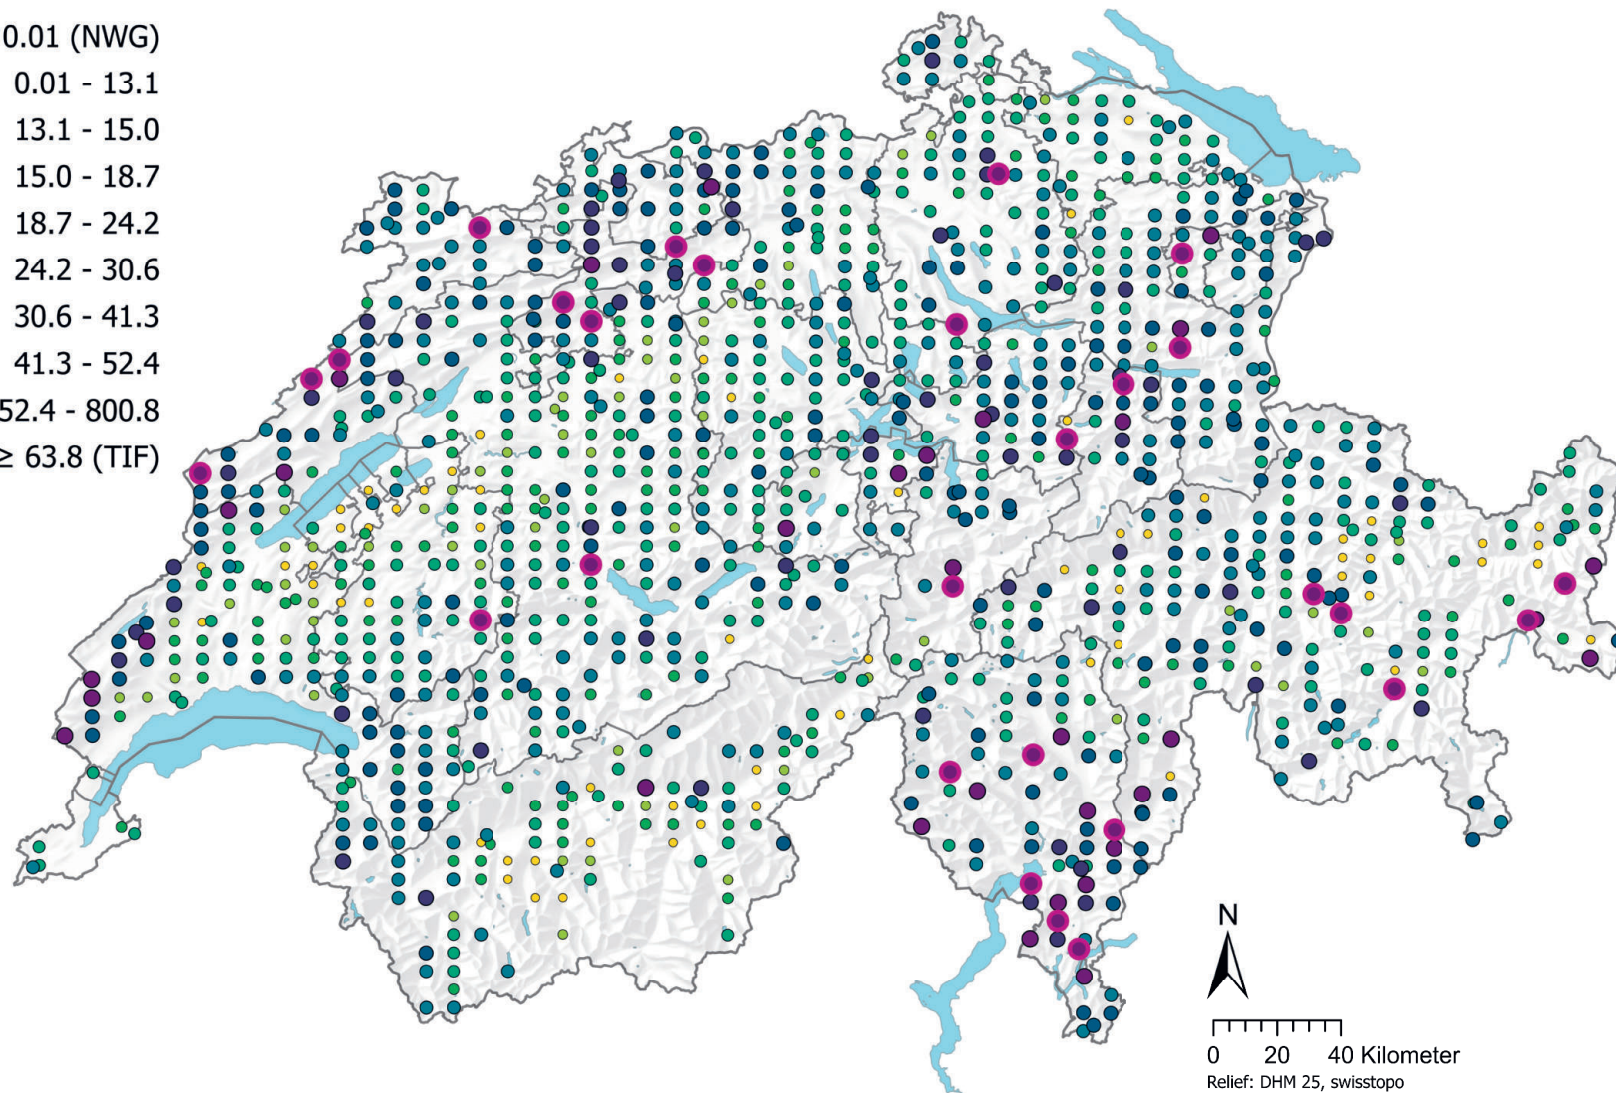 0.01 (NWG)
0.01 - 13.1
13.1 - 15.0
15.0 - 18.7
18.7 - 24.2
24.2 - 30.6
30.6 - 41.3
41.3 - 52.4
52.4 - 800.8
≥ 63.8 (TIF)
N
0 20 40 Kilometer
Relief: DHM 25, swisstopo